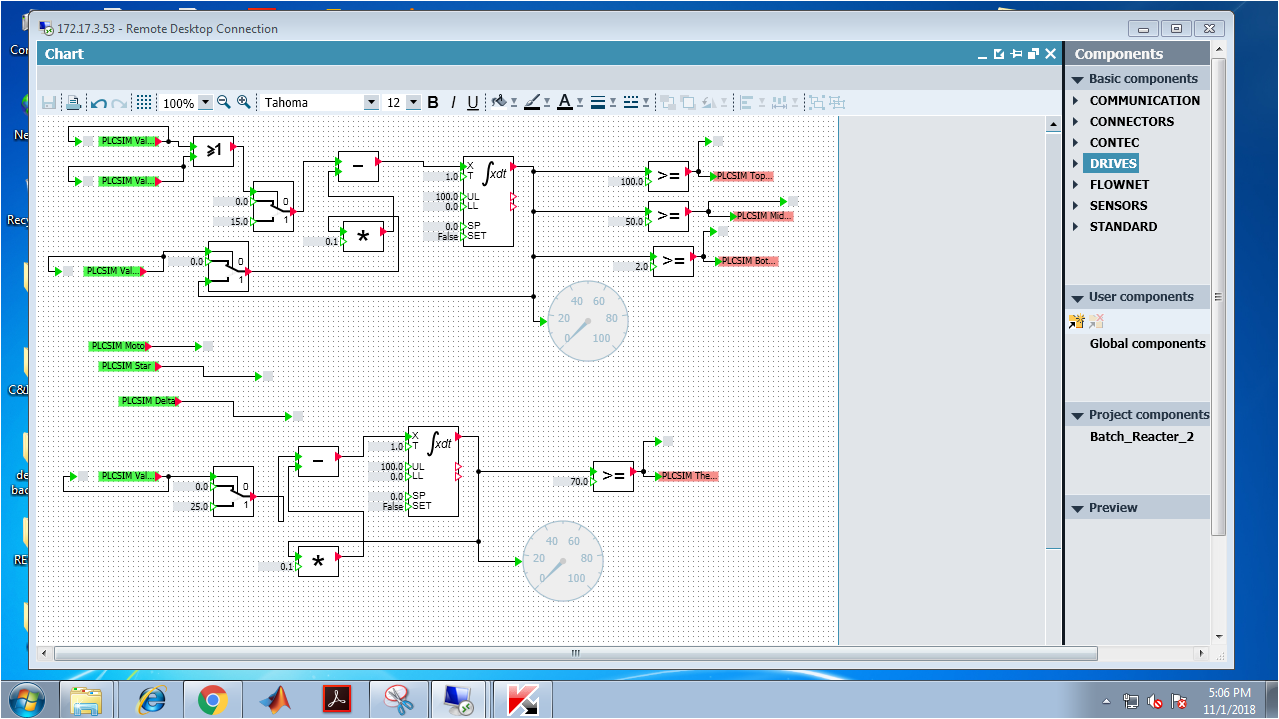 172.17.3.53 - Remote Desktop Connection
Chart
Components
Basic components
100%
Tahoma
12
B I U A
COMMUNICATION
CONNECTORS
CONTEC
DRIVES
FLOWNET
SENSORS
STANDARD
User components
Global components
Project components
Batch_Reacter_2
Preview
PLCSIM Val...
≥1
PLCSIM Val...
0.0
0
15.0
1
-
0.1
*
1.0
X
T
∫xdt
100.0
UL
0.0
LL
0.0
SP
False
SET
100.0
>=
PLCSIM Top...
50.0
>=
PLCSIM Mid...
2.0
>=
PLCSIM Bot...
PLCSIM Val...
0.0
0
1
0 20 40 60 80 100
PLCSIM Moto
PLCSIM Star
PLCSIM Delta
PLCSIM Val...
0.0
0
25.0
1
-
0.1
*
1.0
X
T
∫xdt
100.0
UL
0.0
LL
0.0
SP
False
SET
70.0
>=
PLCSIM The...
0 20 40 60 80 100
5:06 PM
11/1/2018